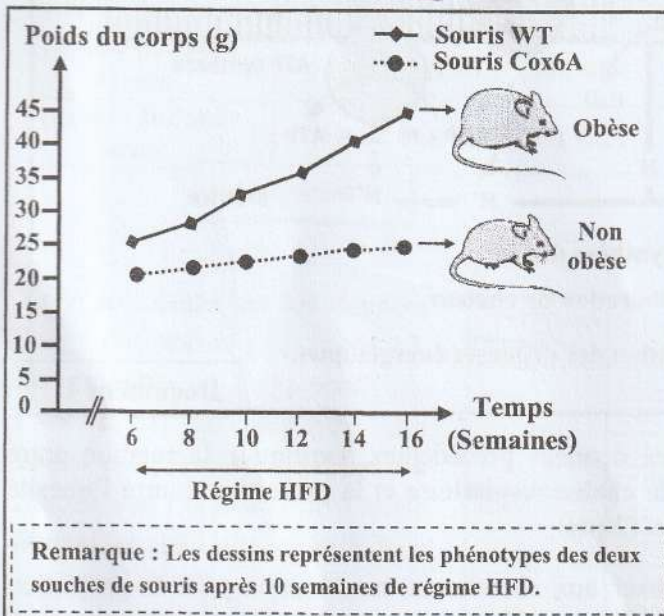 Poids du corps (g)
Souris WT
Souris Cox6A
45
40
35
30
25
20
15
10
5
0
Obèse
Non
obèse
6 8 10 12 14 16
Temps
(Semaines)
Régime HFD
Remarque : Les dessins représentent les phénotypes des deux
souches de souris après 10 semaines de régime HFD.